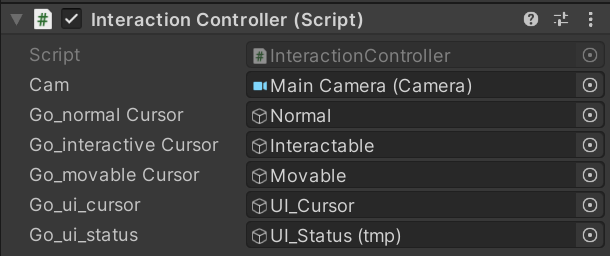 Interaction Controller (Script)
Script InteractionController
Cam Main Camera (Camera)
Go_normal Cursor Normal
Go_interactive Cursor Interactable
Go_movable Cursor Movable
Go_ui_cursor UI_Cursor
Go_ui_status UI_Status (tmp)